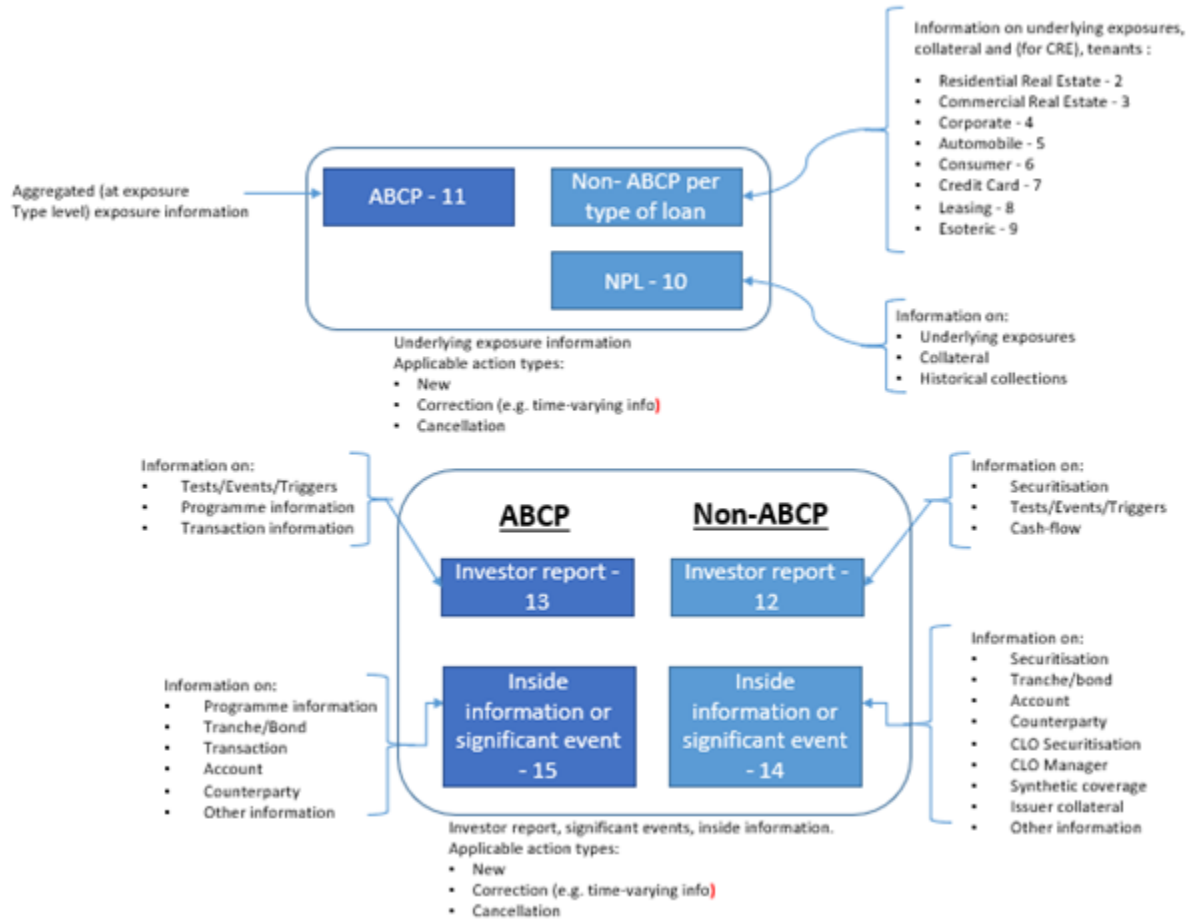 Information on underlying exposures,
collateral and (for CRE), tenants :
• Residential Real Estate - 2
• Commercial Real Estate - 3
• Corporate - 4
• Automobile - 5
• Consumer - 6
• Credit Card - 7
• Leasing - 8
• Esoteric - 9
Aggregated (at exposure
Type level) exposure information
ABCP - 11
Non- ABCP per
type of loan
NPL - 10
Information on:
• Underlying exposures
• Collateral
• Historical collections
Underlying exposure information
Applicable action types:
• New
• Correction (e.g. time-varying info)
• Cancellation
Information on:
• Tests/Events/Triggers
• Programme information
• Transaction information
ABCP
Non-ABCP
Information on:
• Securitisation
• Tests/Events/Triggers
• Cash-flow
Investor report -
13
Investor report -
12
Information on:
• Programme information
• Tranche/Bond
• Transaction
• Account
• Counterparty
• Other information
Inside
information or
significant event
- 15
Inside
information or
significant event
- 14
Information on:
• Securitisation
• Tranche/bond
• Account
• Counterparty
• CLO Securitisation
• CLO Manager
• Synthetic coverage
• Issuer collateral
• Other information
Investor report, significant events, inside information.
Applicable action types:
• New
• Correction (e.g. time-varying info)
• Cancellation